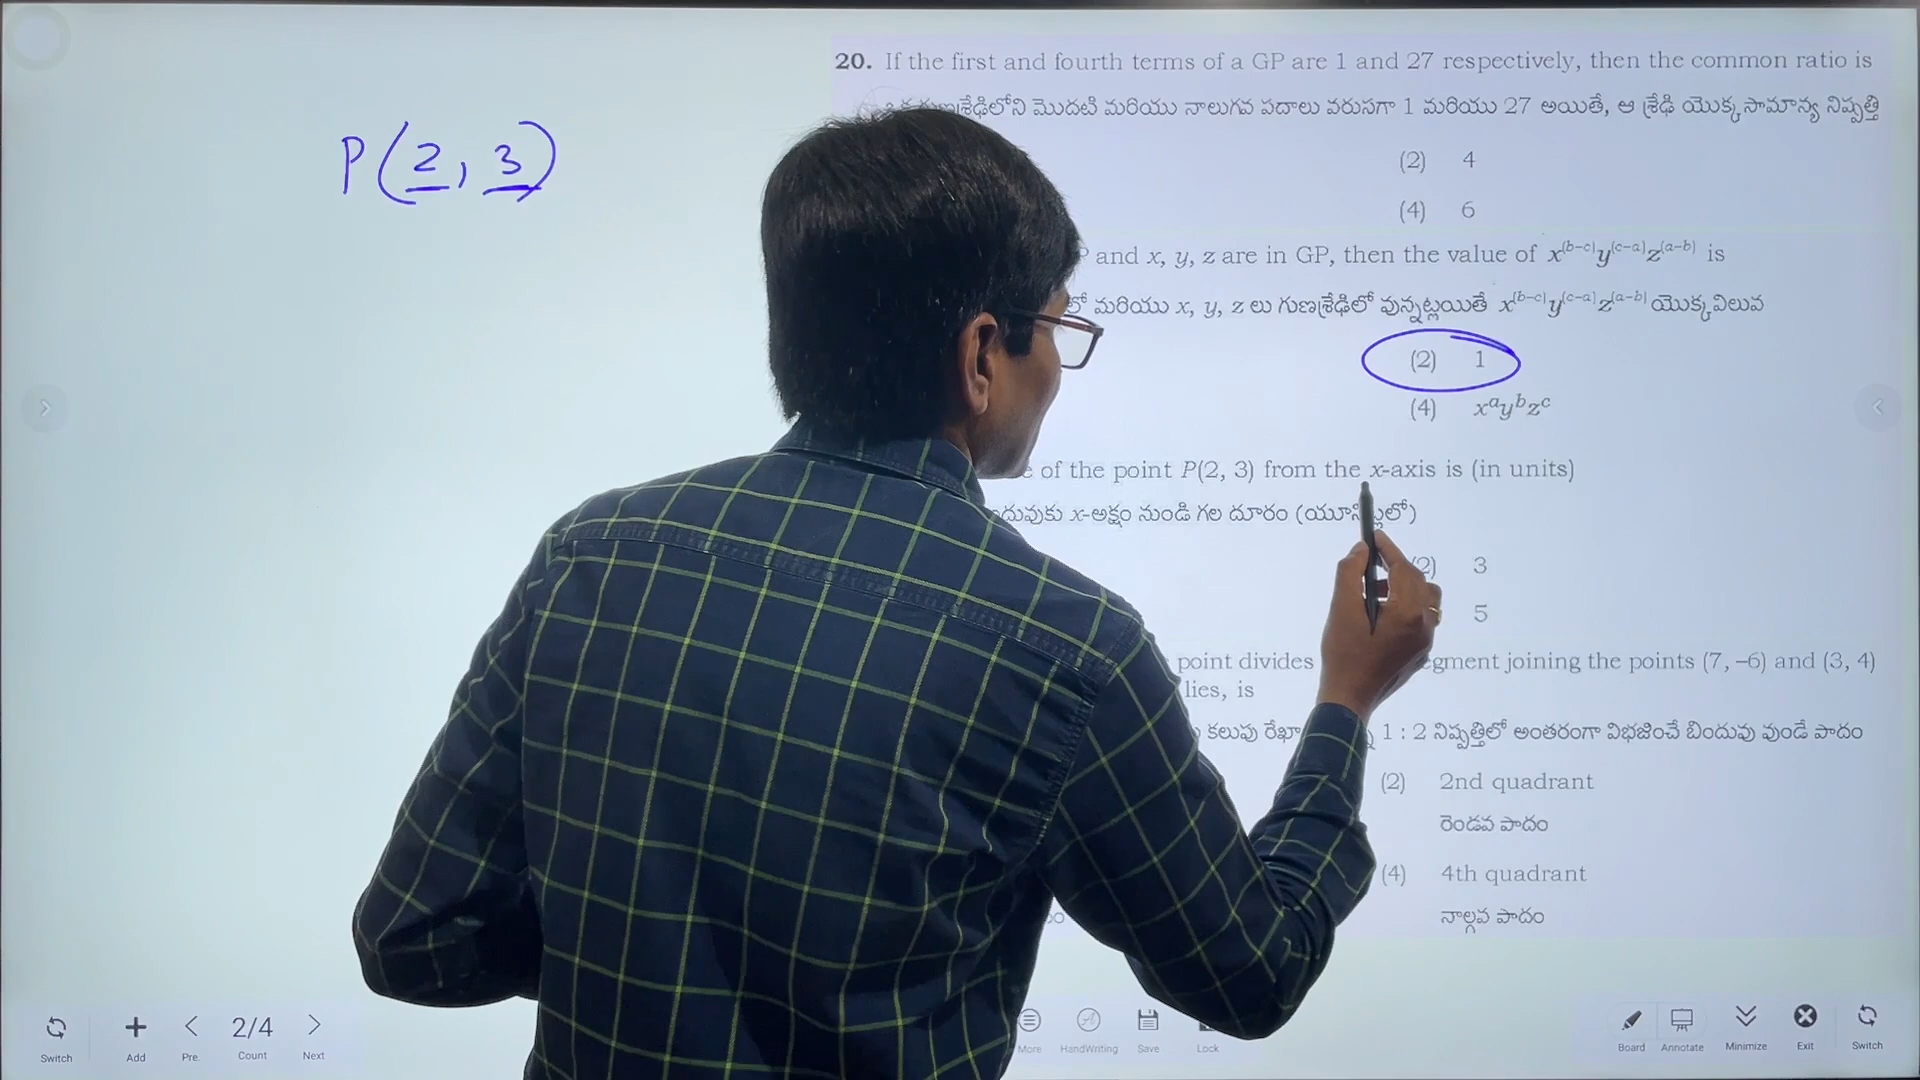 P(2, 3)
20. If the first and fourth terms of a GP are 1 and 27 respectively, then the common ratio is
మొదటి మరియు నాలుగవ పదాలు వరుసగా 1 మరియు 27 అయితే, ఆ శ్రేఢి యొక్క సామాన్య నిష్పత్తి
(2) 4
(4) 6
and x, y, z are in GP, then the value of x^(b–c) y^(c–a) z^(a–b) is
మరియు x, y, z లు గుణశ్రేఢిలో వున్నట్లయితే x^(b–c) y^(c–a) z^(a–b) యొక్క విలువ
(2) 1
(4) x^a y^b z^c
of the point P(2, 3) from the x-axis is (in units)
x-అక్షం నుండి గల దూరం
(2) 3
5
point divides joining the points (7, –6) and (3, 4)
lies, is
కలుపు 1 : 2 నిష్పత్తిలో అంతరంగా విభజించే బిందువు వుండే పాదం
(2) 2nd quadrant
రెండవ పాదం
(4) 4th quadrant
నాల్గవ పాదం
Switch
Add
Pre.
2/4
Count
Next
More
HandWriting
Save
Lock
Board
Annotate
Minimize
Exit
Switch